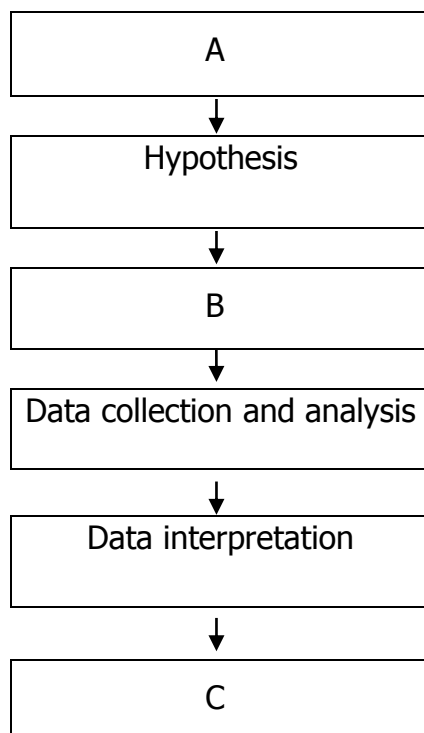 A
Hypothesis
B
Data collection and analysis
Data interpretation
C